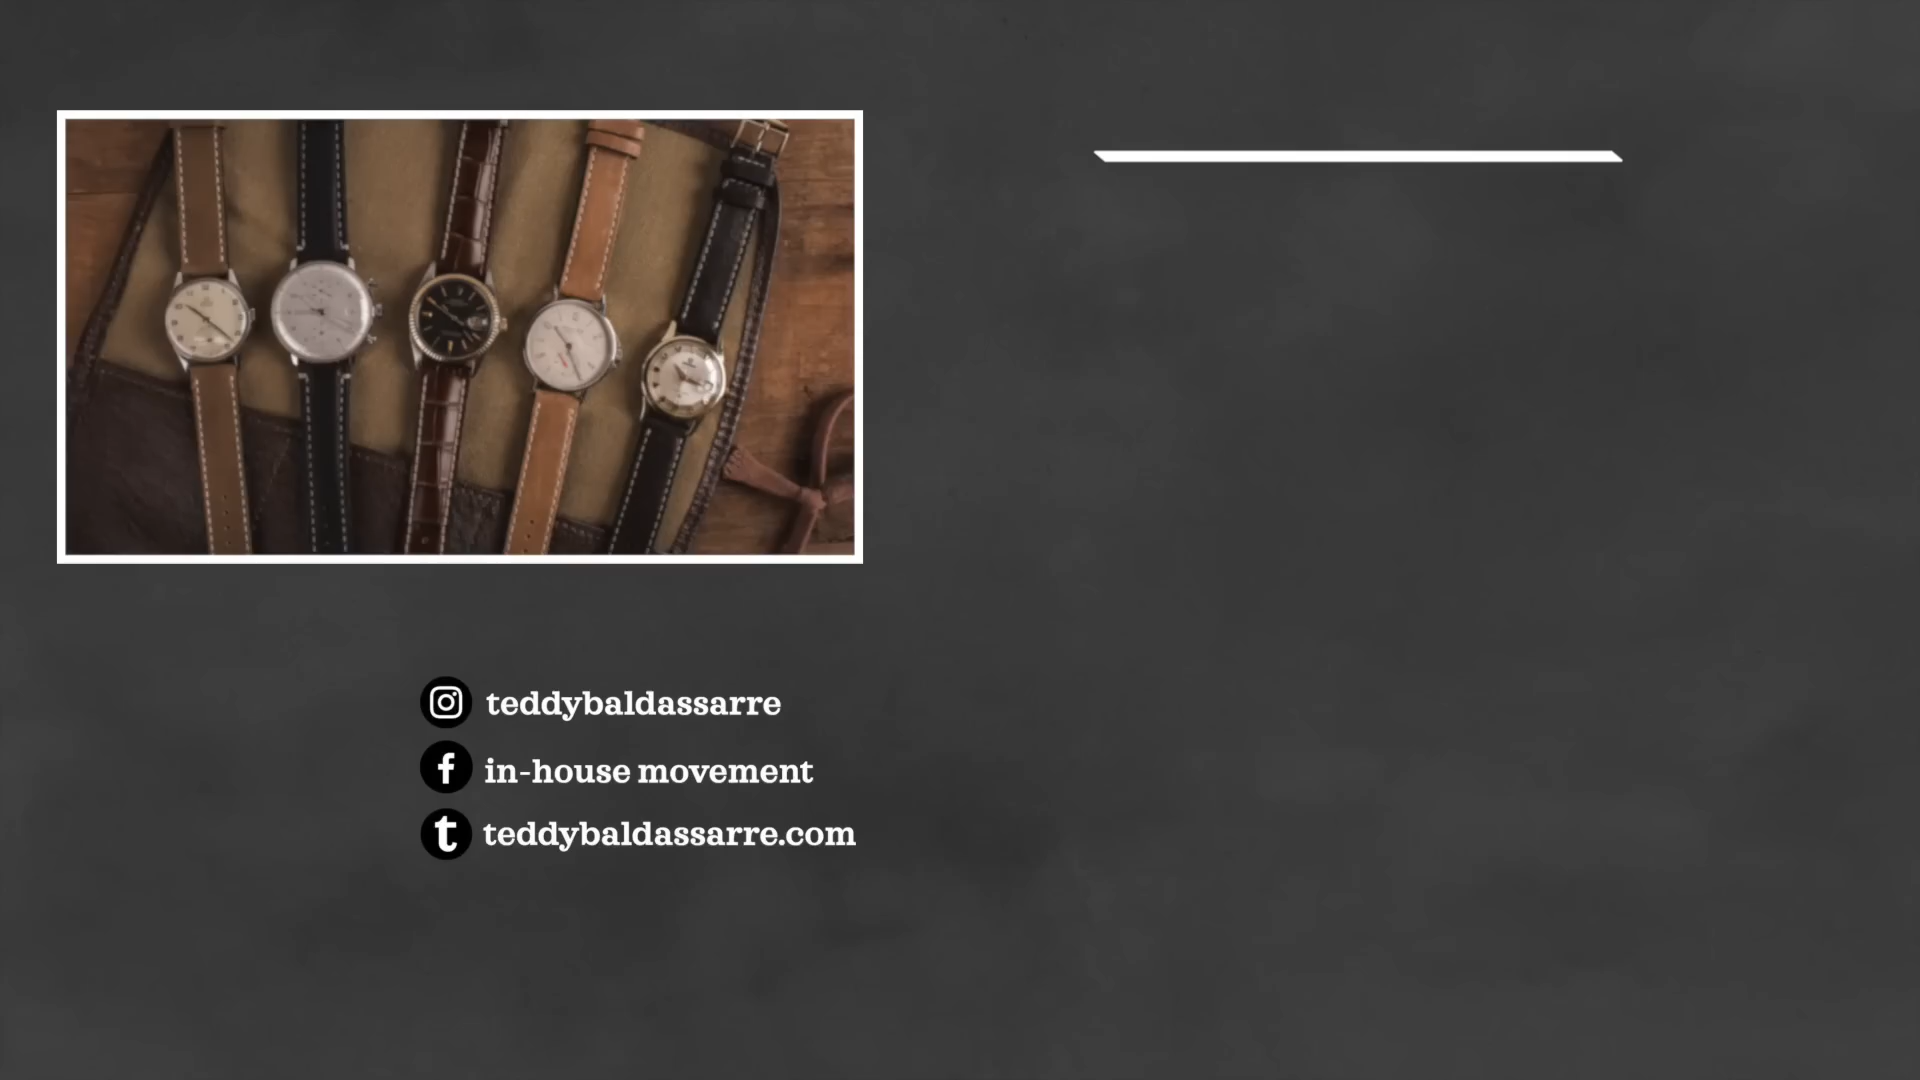 teddybaldassarre
in-house movement
teddybaldassarre.com